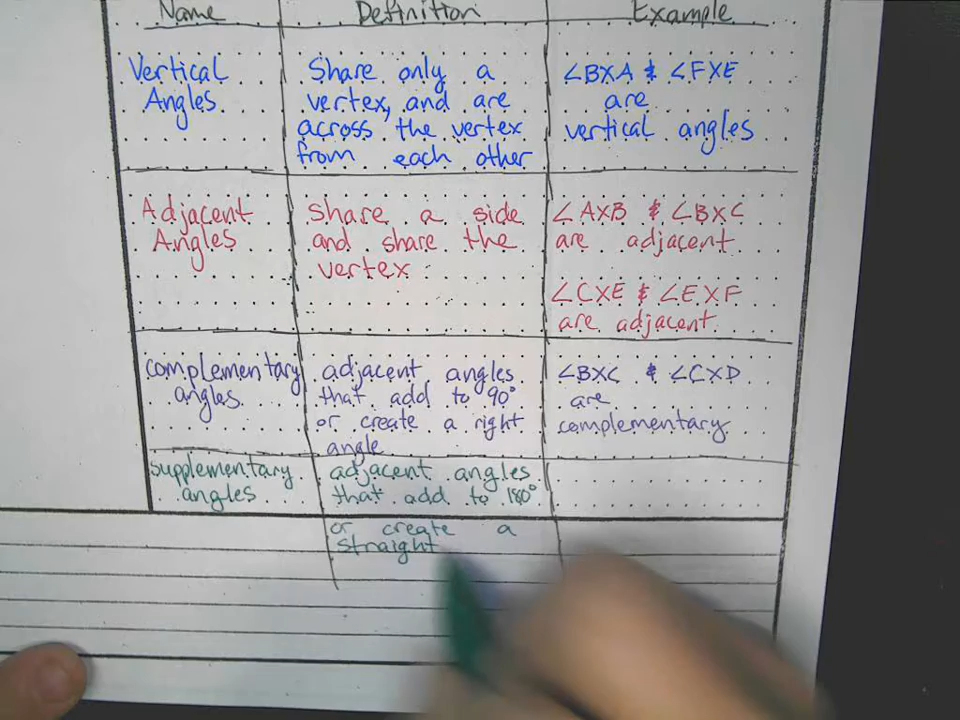 Name Definition Example
Vertical
Angles
Share only a
vertex, and are
across the vertex
from each other
∠BXA & ∠FXE
are
vertical angles
Adjacent
Angles
Share a side
and share the
vertex
∠AXB & ∠BXC
are adjacent
∠CXE & ∠EXF
are adjacent
complementary
angles
adjacent angles
that add to 90°
or create a right
angle
∠BXC & ∠CXD
are
complementary
supplementary
angles
adjacent angles
that add to 180°
or create a
straight